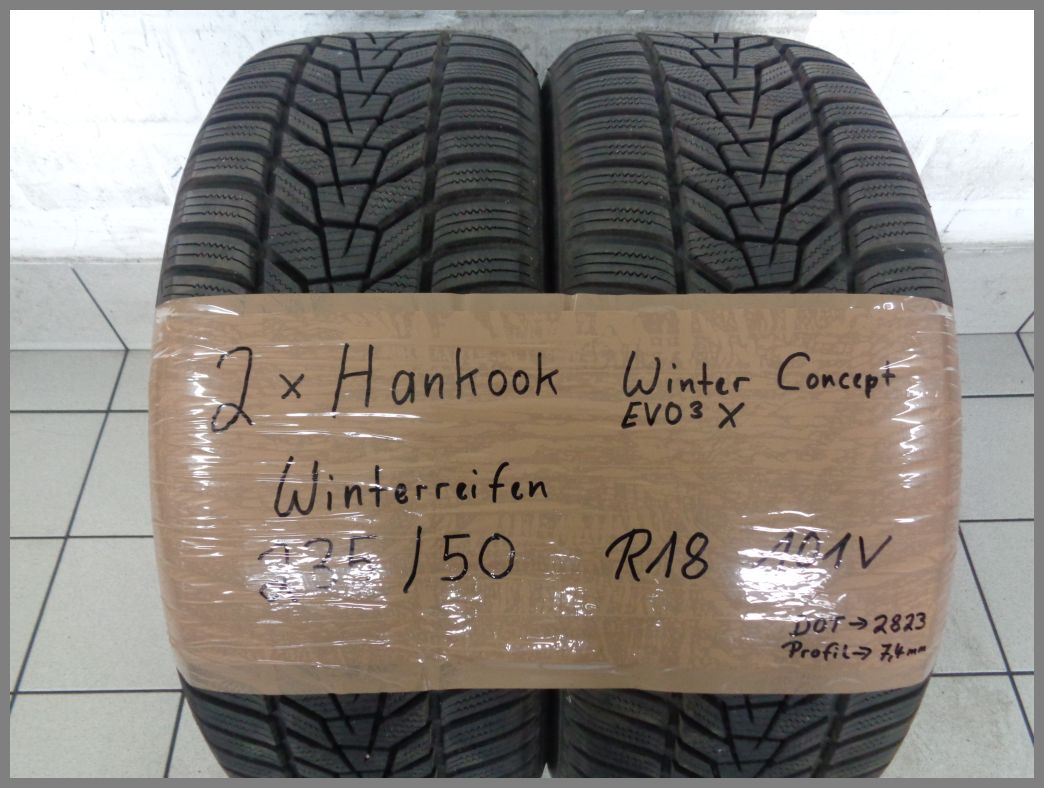 2 x Hankook Winter Concept
EVO³ X
Winterreifen
235 /50 R18 101V
DOT → 2823
Profil → 7,4mm